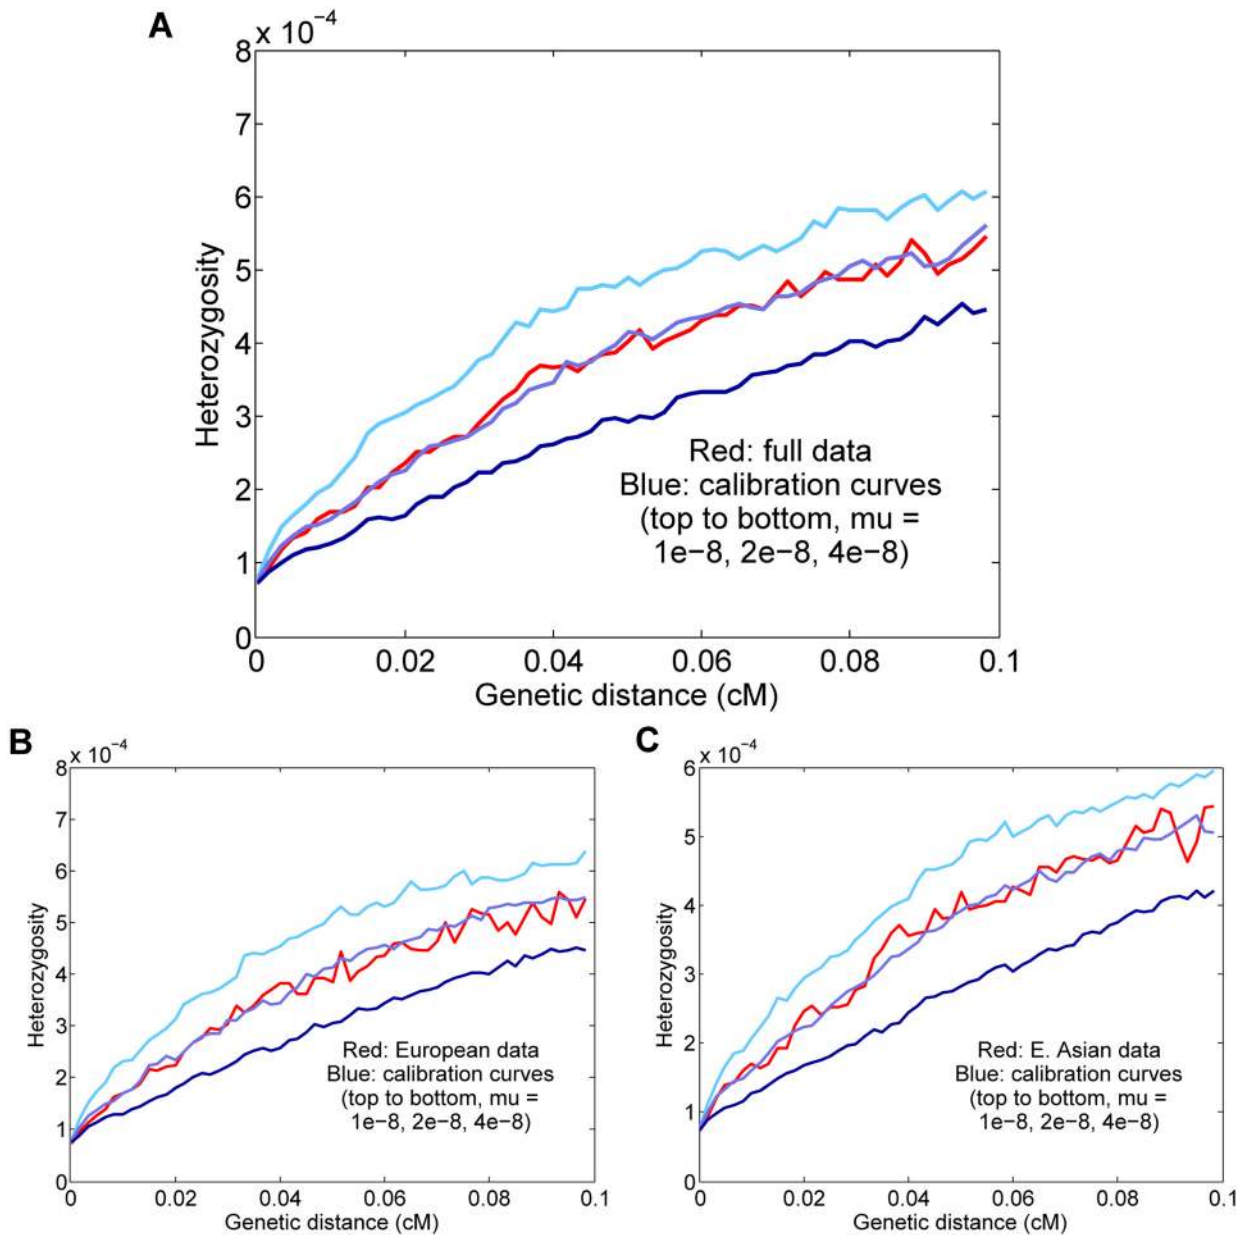 A
x 10−4
8
7
6
5
4
3
2
1
0
Heterozygosity
Red: full data
Blue: calibration curves
(top to bottom, mu =
1e−8, 2e−8, 4e−8)
0 0.02 0.04 0.06 0.08 0.1
Genetic distance (cM)
B
x 10−4
8
7
6
5
4
3
2
1
0
Heterozygosity
Red: European data
Blue: calibration curves
(top to bottom, mu =
1e−8, 2e−8, 4e−8)
0 0.02 0.04 0.06 0.08 0.1
Genetic distance (cM)
C
x 10−4
6
5
4
3
2
1
0
Heterozygosity
Red: E. Asian data
Blue: calibration curves
(top to bottom, mu =
1e−8, 2e−8, 4e−8)
0 0.02 0.04 0.06 0.08 0.1
Genetic distance (cM)